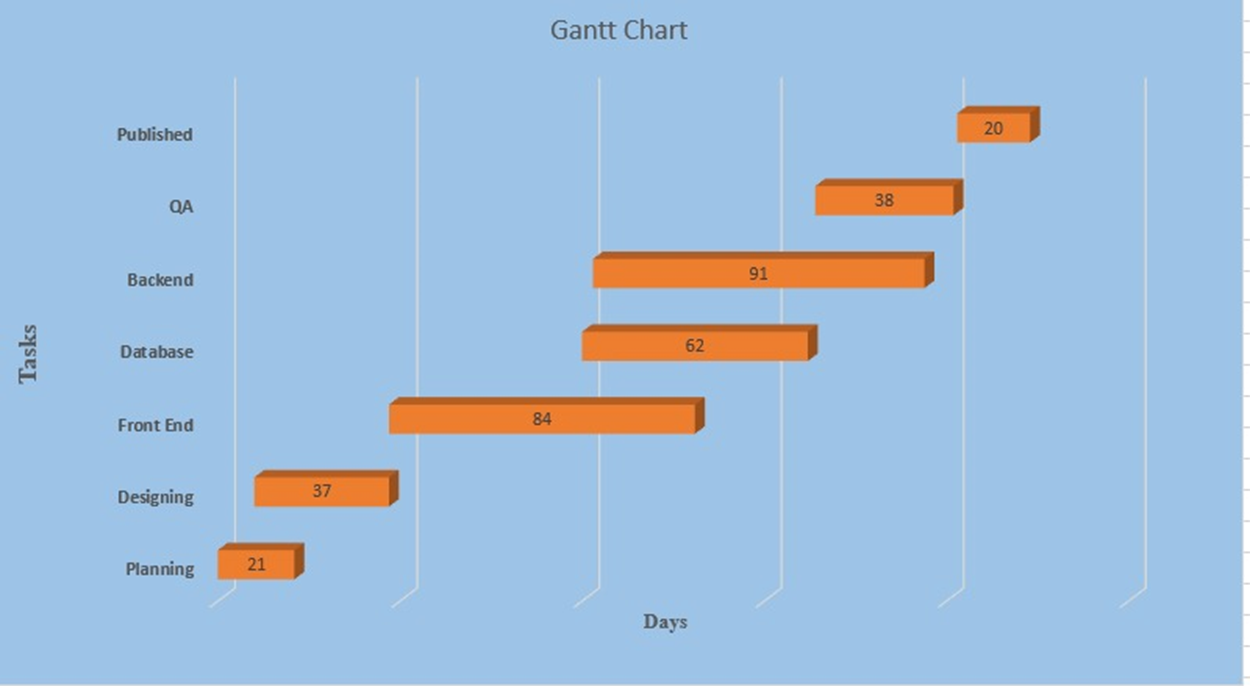 Gantt Chart
Published
20
QA
38
Backend
91
Database
62
Front End
84
Designing
37
Planning
21
Tasks
Days